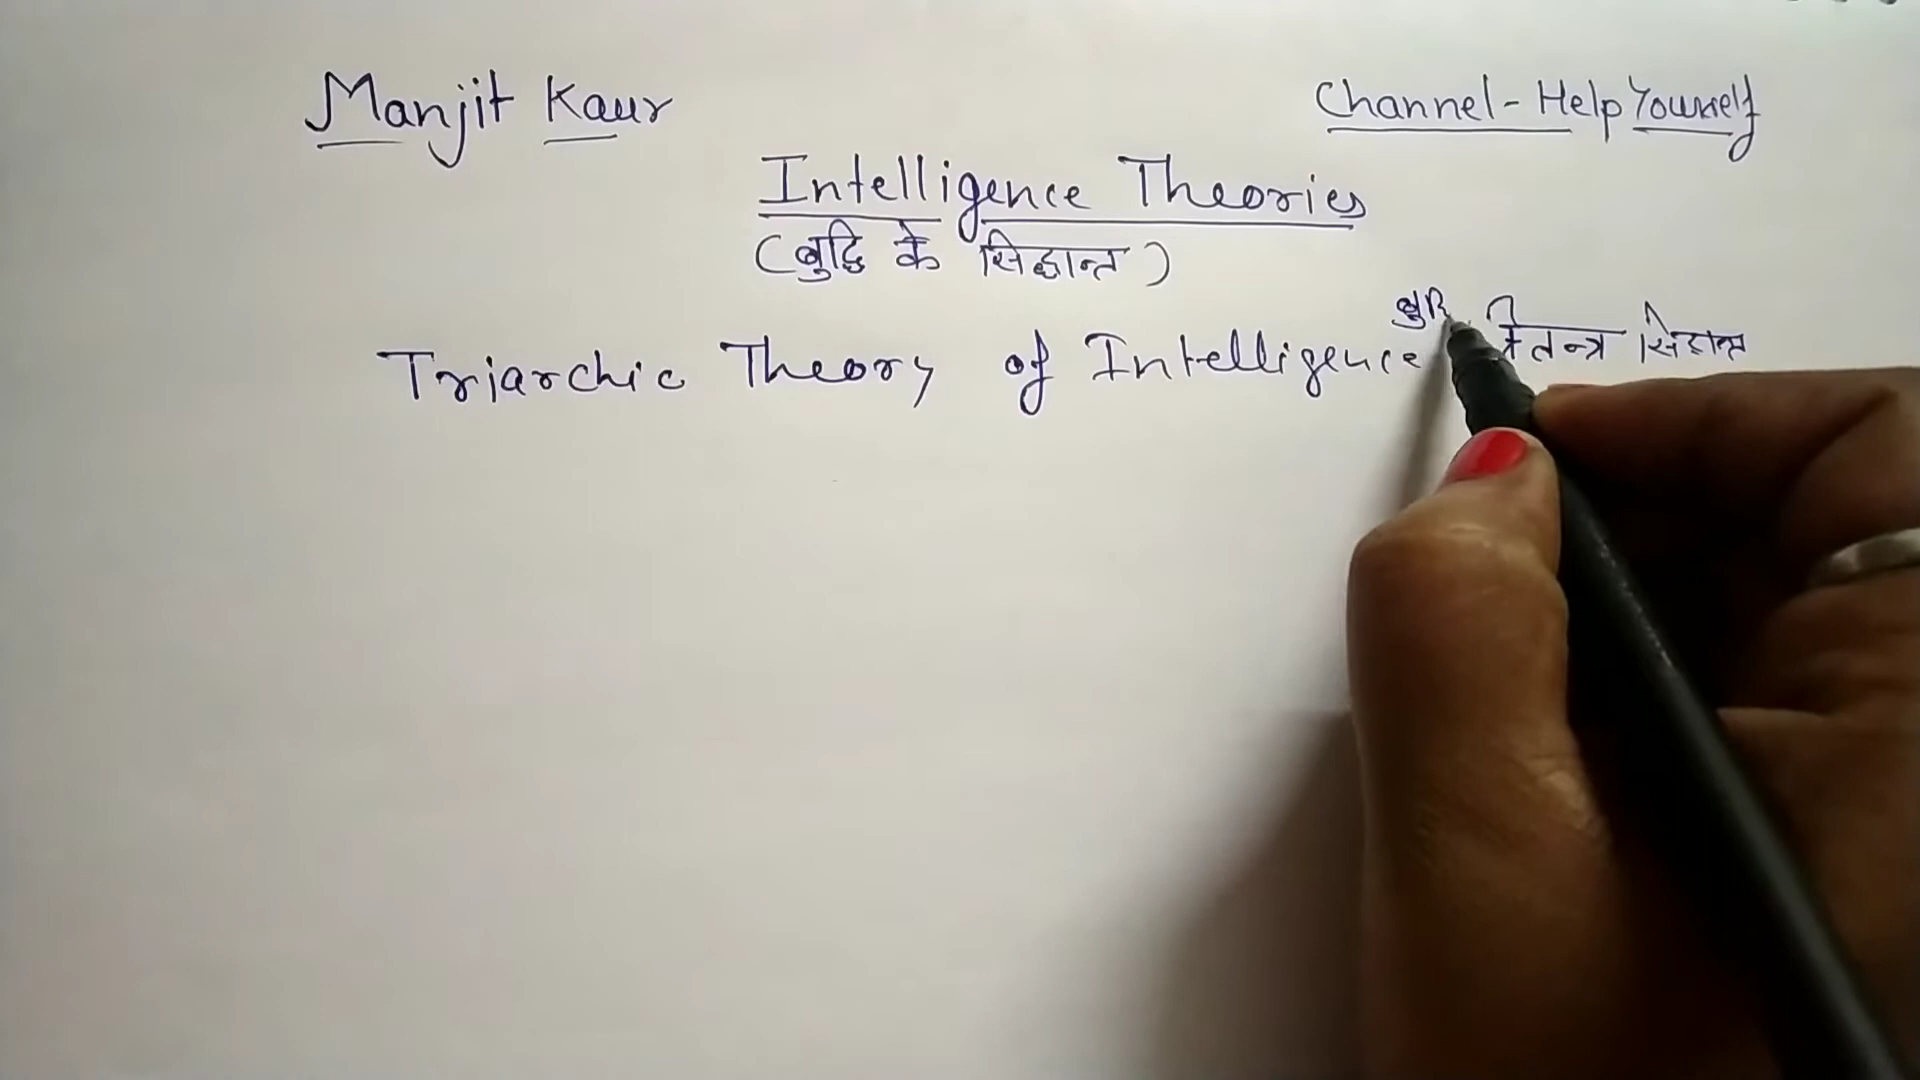 Manjit Kaur
Channel - Help Yourself
Intelligence Theories
(बुद्धि के सिद्धान्त)
Triarchic Theory of Intelligence त्रितन्त्र सिद्धान्त